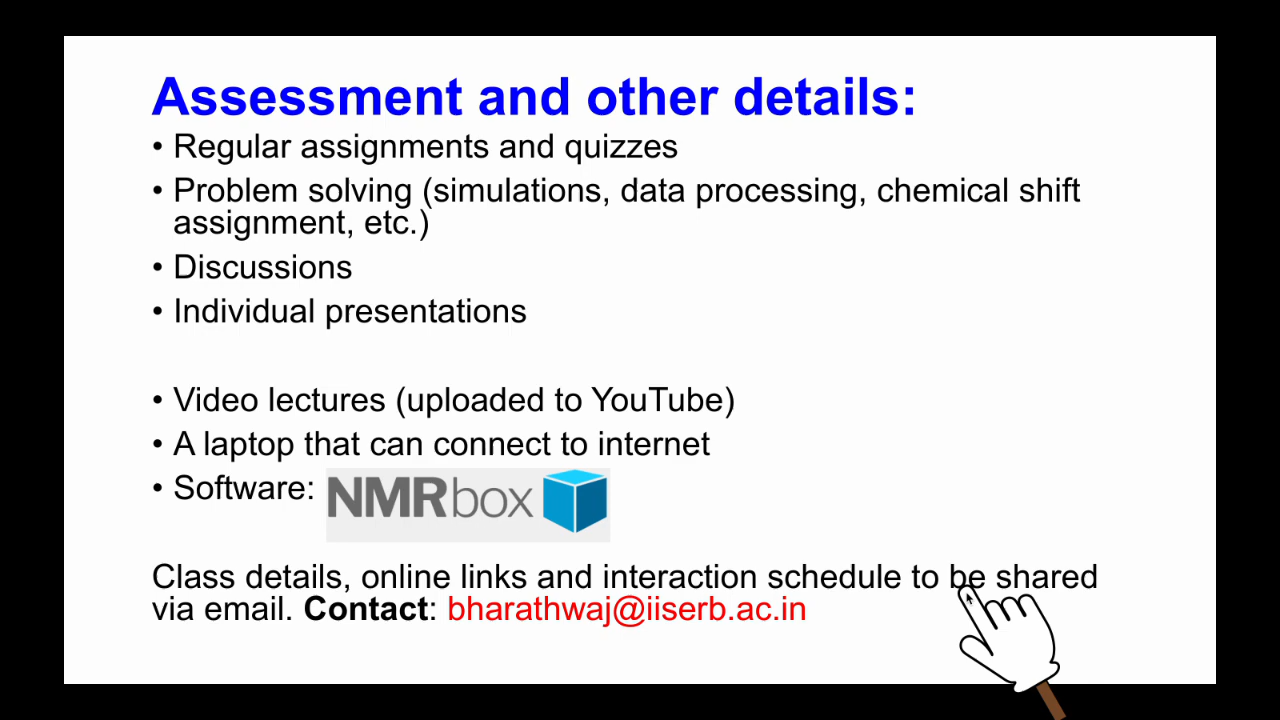 Assessment and other details:
• Regular assignments and quizzes
• Problem solving (simulations, data processing, chemical shift
assignment, etc.)
• Discussions
• Individual presentations
• Video lectures (uploaded to YouTube)
• A laptop that can connect to internet
• Software: NMRbox
Class details, online links and interaction schedule to be shared
via email. Contact: bharathwaj@iiserb.ac.in